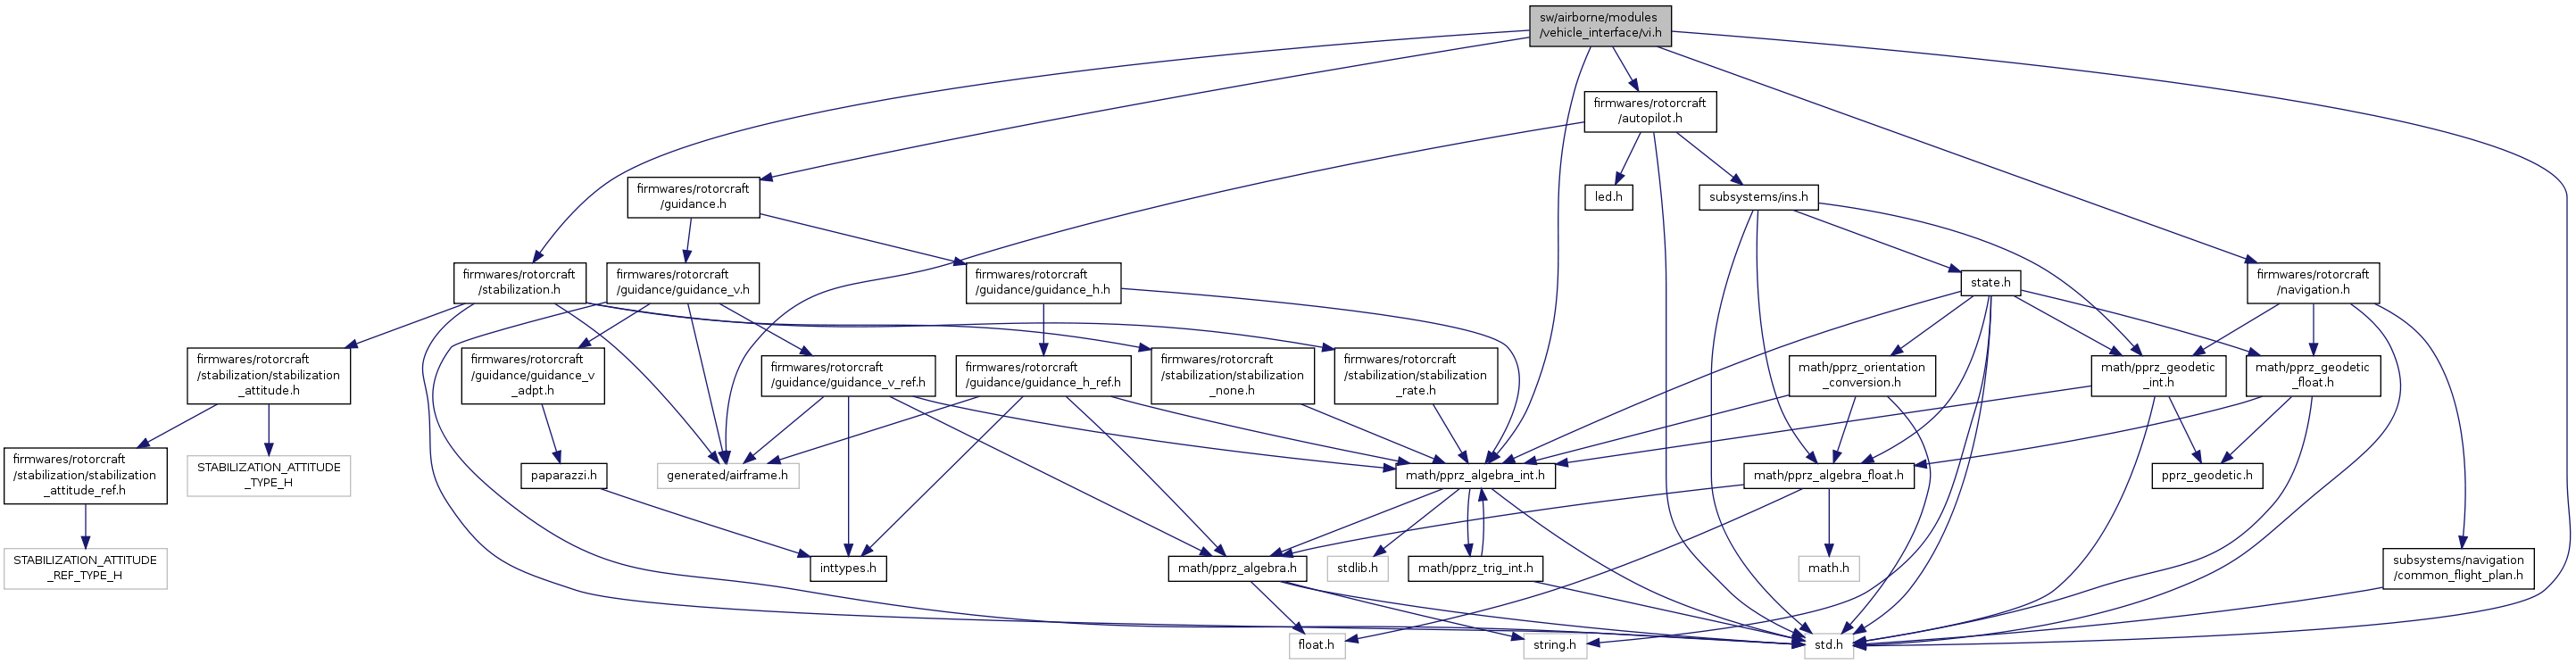 sw/airborne/modules
/vehicle_interface/vi.h
firmwares/rotorcraft
/autopilot.h
firmwares/rotorcraft
/guidance.h
led.h
subsystems/ins.h
firmwares/rotorcraft
/stabilization.h
firmwares/rotorcraft
/guidance/guidance_v.h
firmwares/rotorcraft
/guidance/guidance_h.h
state.h
firmwares/rotorcraft
/navigation.h
firmwares/rotorcraft
/stabilization/stabilization
_attitude.h
firmwares/rotorcraft
/guidance/guidance_v
_adpt.h
firmwares/rotorcraft
/guidance/guidance_v_ref.h
firmwares/rotorcraft
/guidance/guidance_h_ref.h
firmwares/rotorcraft
/stabilization/stabilization
_none.h
firmwares/rotorcraft
/stabilization/stabilization
_rate.h
math/pprz_orientation
_conversion.h
math/pprz_geodetic
_int.h
math/pprz_geodetic
_float.h
firmwares/rotorcraft
/stabilization/stabilization
_attitude_ref.h
STABILIZATION_ATTITUDE
_TYPE_H
paparazzi.h
generated/airframe.h
math/pprz_algebra_int.h
math/pprz_algebra_float.h
pprz_geodetic.h
STABILIZATION_ATTITUDE
_REF_TYPE_H
inttypes.h
math/pprz_algebra.h
stdlib.h
math/pprz_trig_int.h
math.h
subsystems/navigation
/common_flight_plan.h
float.h
string.h
std.h